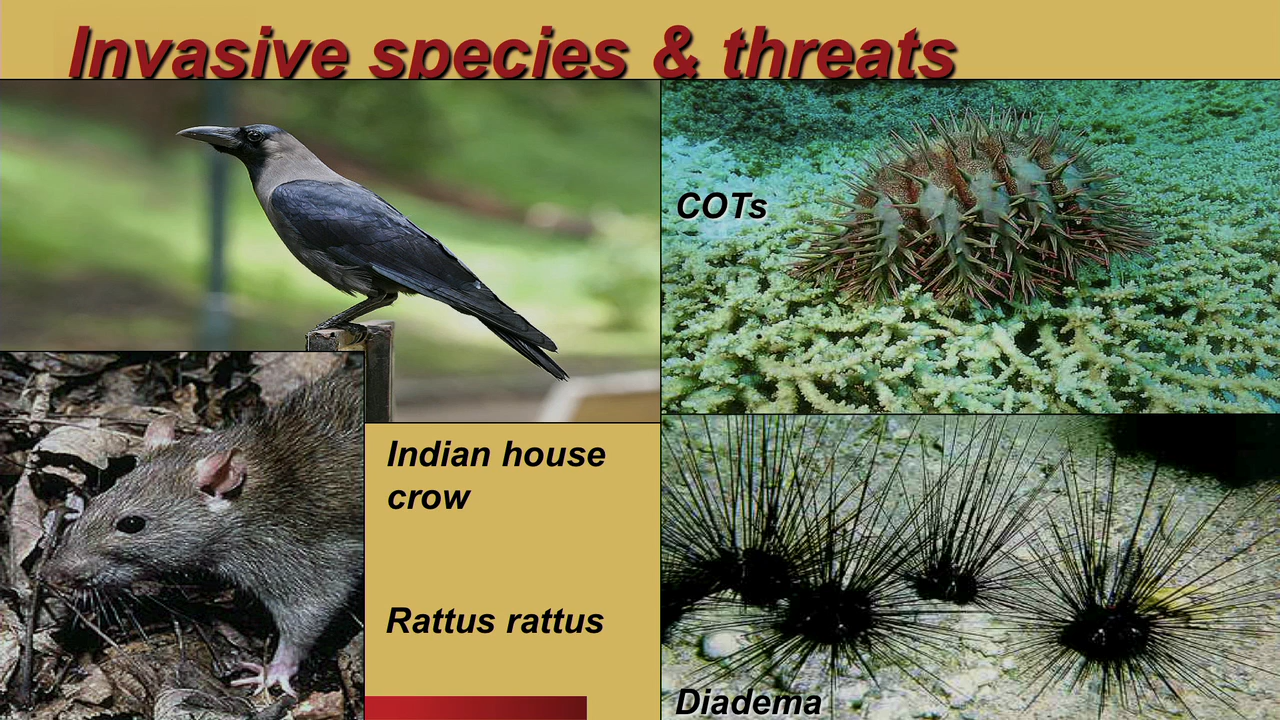 Invasive species & threats
COTs
Indian house
crow
Rattus rattus
Diadema